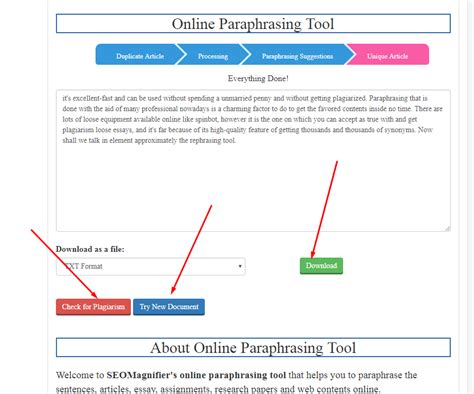 Online Paraphrasing Tool
Duplicate Article Processing Paraphrasing Suggestions Unique Article
Everything Done!
it's excellent-fast and can be used without spending a unmarried penny and without getting plagiarized. Paraphrasing that is
done with the aid of many professional nowadays is a charming factor to do to get the favored contents inside no time. There are
lots of loose equipment available online like spinbot, however it is the one on which you can accept as true with and get
plagiarism loose essays, and it's far because of its high-quality feature of getting thousands and thousands of synonyms. Now
shall we talk in element approximately the rephrasing tool.
Download as a file:
TXT Format Download
Check for Plagiarism Try New Document
About Online Paraphrasing Tool
Welcome to SEOMagnifier's online paraphrasing tool that helps you to paraphrase the
sentences, articles, essay, assignments, research papers and web contents online.